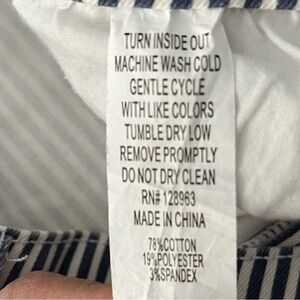 TURN INSIDE OUT
MACHINE WASH COLD
GENTLE CYCLE
WITH LIKE COLORS
TUMBLE DRY LOW
REMOVE PROMPTLY
DO NOT DRY CLEAN
RN# 128963
MADE IN CHINA
78%COTTON
19%POLYESTER
3%SPANDEX